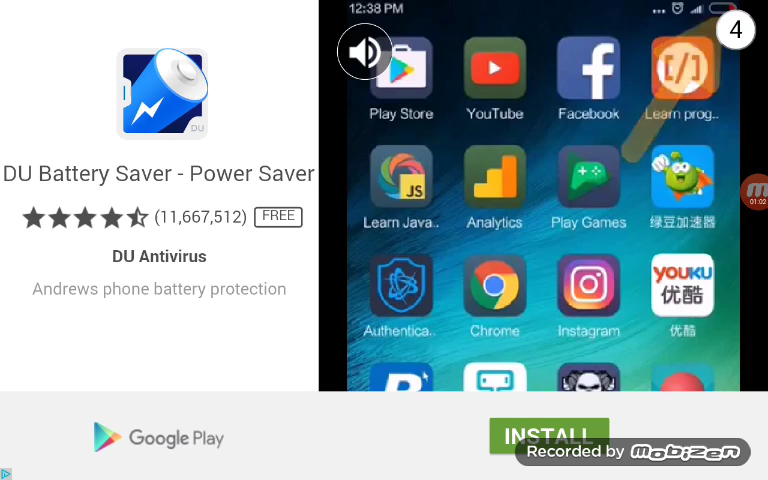 12:38 PM
4
Play Store
YouTube
Facebook
Learn prog..
DU
DU Battery Saver - Power Saver
JS
(11,667,512)
FREE
Learn Java..
Analytics
Play Games
绿豆加速器
01:02
DU Antivirus
Andrews phone battery protection
YOUKU
优酷
Authentica..
Chrome
Instagram
优酷
Google Play
INSTALL
Recorded by mobizen